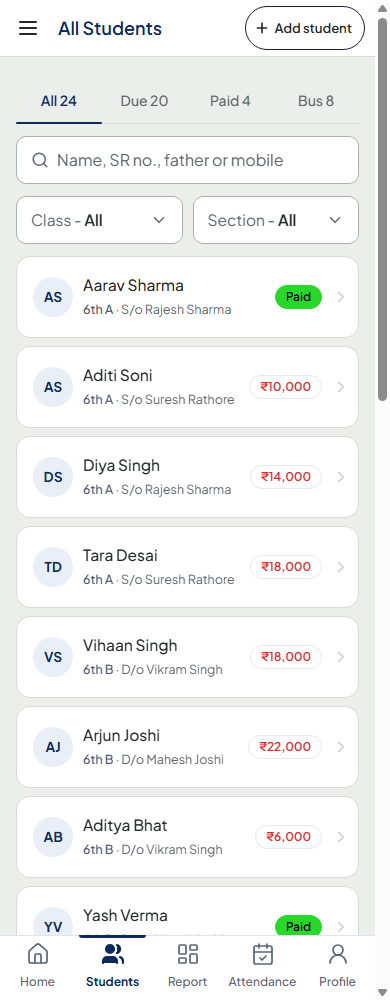 All Students
+ Add student
All 24 Due 20 Paid 4 Bus 8
Name, SR no., father or mobile
Class - All Section - All
AS Aarav Sharma Paid
6th A · S/o Rajesh Sharma
AS Aditi Soni ₹10,000
6th A · S/o Suresh Rathore
DS Diya Singh ₹14,000
6th A · S/o Rajesh Sharma
TD Tara Desai ₹18,000
6th A · S/o Suresh Rathore
VS Vihaan Singh ₹18,000
6th B · D/o Vikram Singh
AJ Arjun Joshi ₹22,000
6th B · D/o Mahesh Joshi
AB Aditya Bhat ₹6,000
6th B · D/o Vikram Singh
YV Yash Verma Paid
Home Students Report Attendance Profile